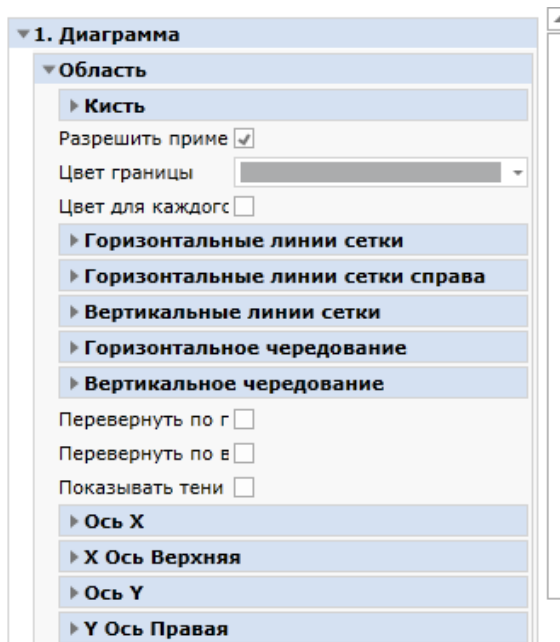 1. Диаграмма
Область
Кисть
Разрешить приме
Цвет границы
Цвет для каждого
Горизонтальные линии сетки
Горизонтальные линии сетки справа
Вертикальные линии сетки
Горизонтальное чередование
Вертикальное чередование
Перевернуть по г
Перевернуть по в
Показывать тени
Ось X
X Ось Верхняя
Ось Y
Y Ось Правая